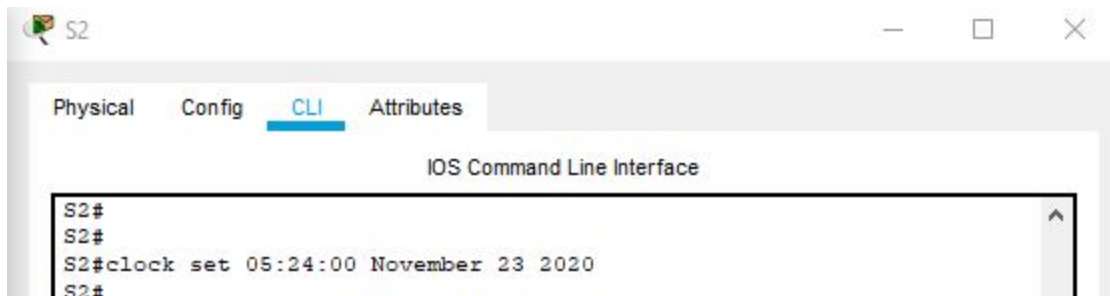 S2
Physical Config CLI Attributes
IOS Command Line Interface
S2#
S2#
S2#clock set 05:24:00 November 23 2020
S2#